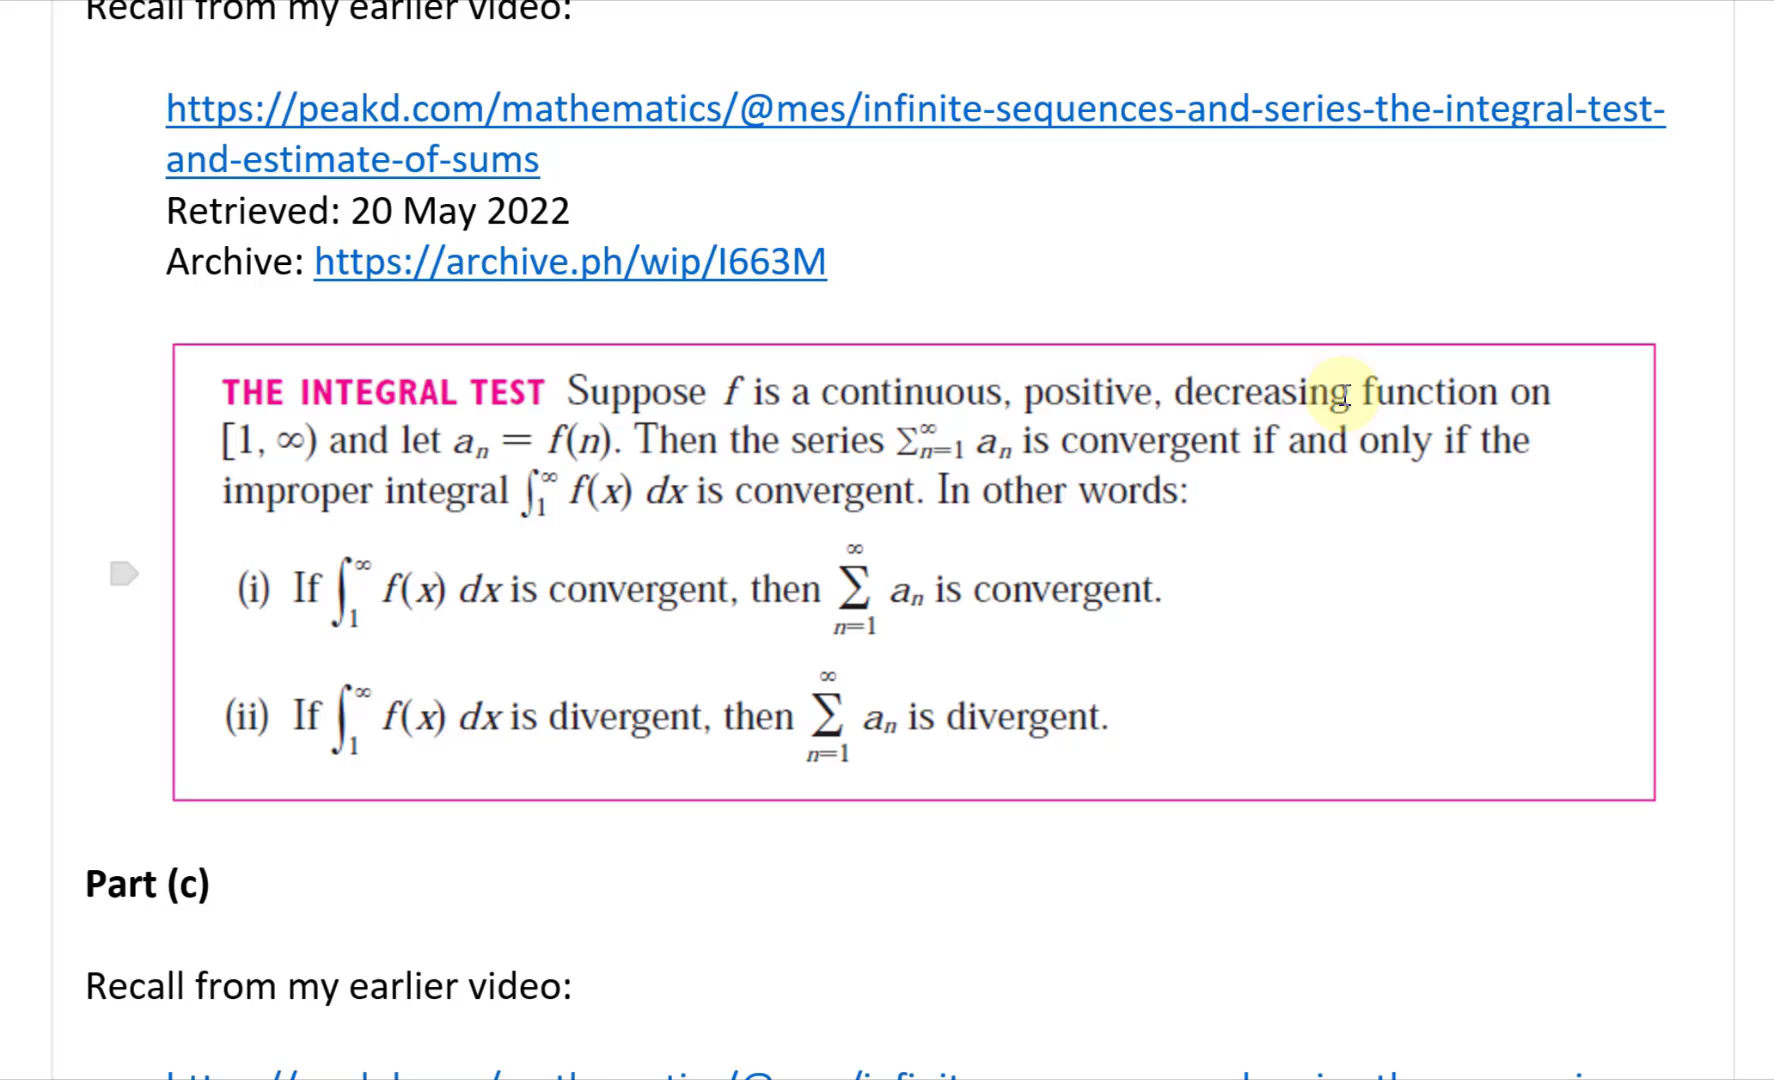 Recall from my earlier video:
https://peakd.com/mathematics/@mes/infinite-sequences-and-series-the-integral-test-
and-estimate-of-sums
Retrieved: 20 May 2022
Archive: https://archive.ph/wip/I663M
THE INTEGRAL TEST Suppose f is a continuous, positive, decreasing function on
[1, ∞) and let aₙ = f(n). Then the series Σ∞n=1 aₙ is convergent if and only if the
improper integral ∫₁^∞ f(x) dx is convergent. In other words:
(i) If ∫₁^∞ f(x) dx is convergent, then ∞Σn=1 aₙ is convergent.
(ii) If ∫₁^∞ f(x) dx is divergent, then ∞Σn=1 aₙ is divergent.
Part (c)
Recall from my earlier video: